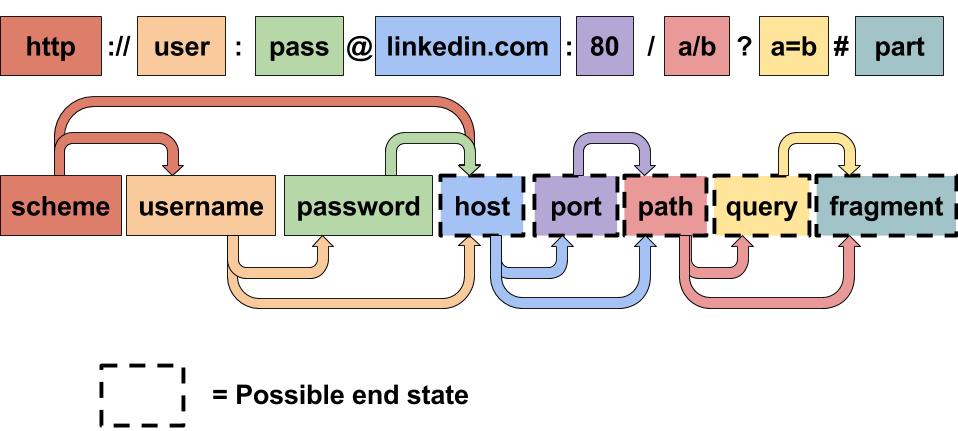 http :// user : pass @ linkedin.com : 80 / a/b ? a=b # part
scheme username password host port path query fragment
= Possible end state